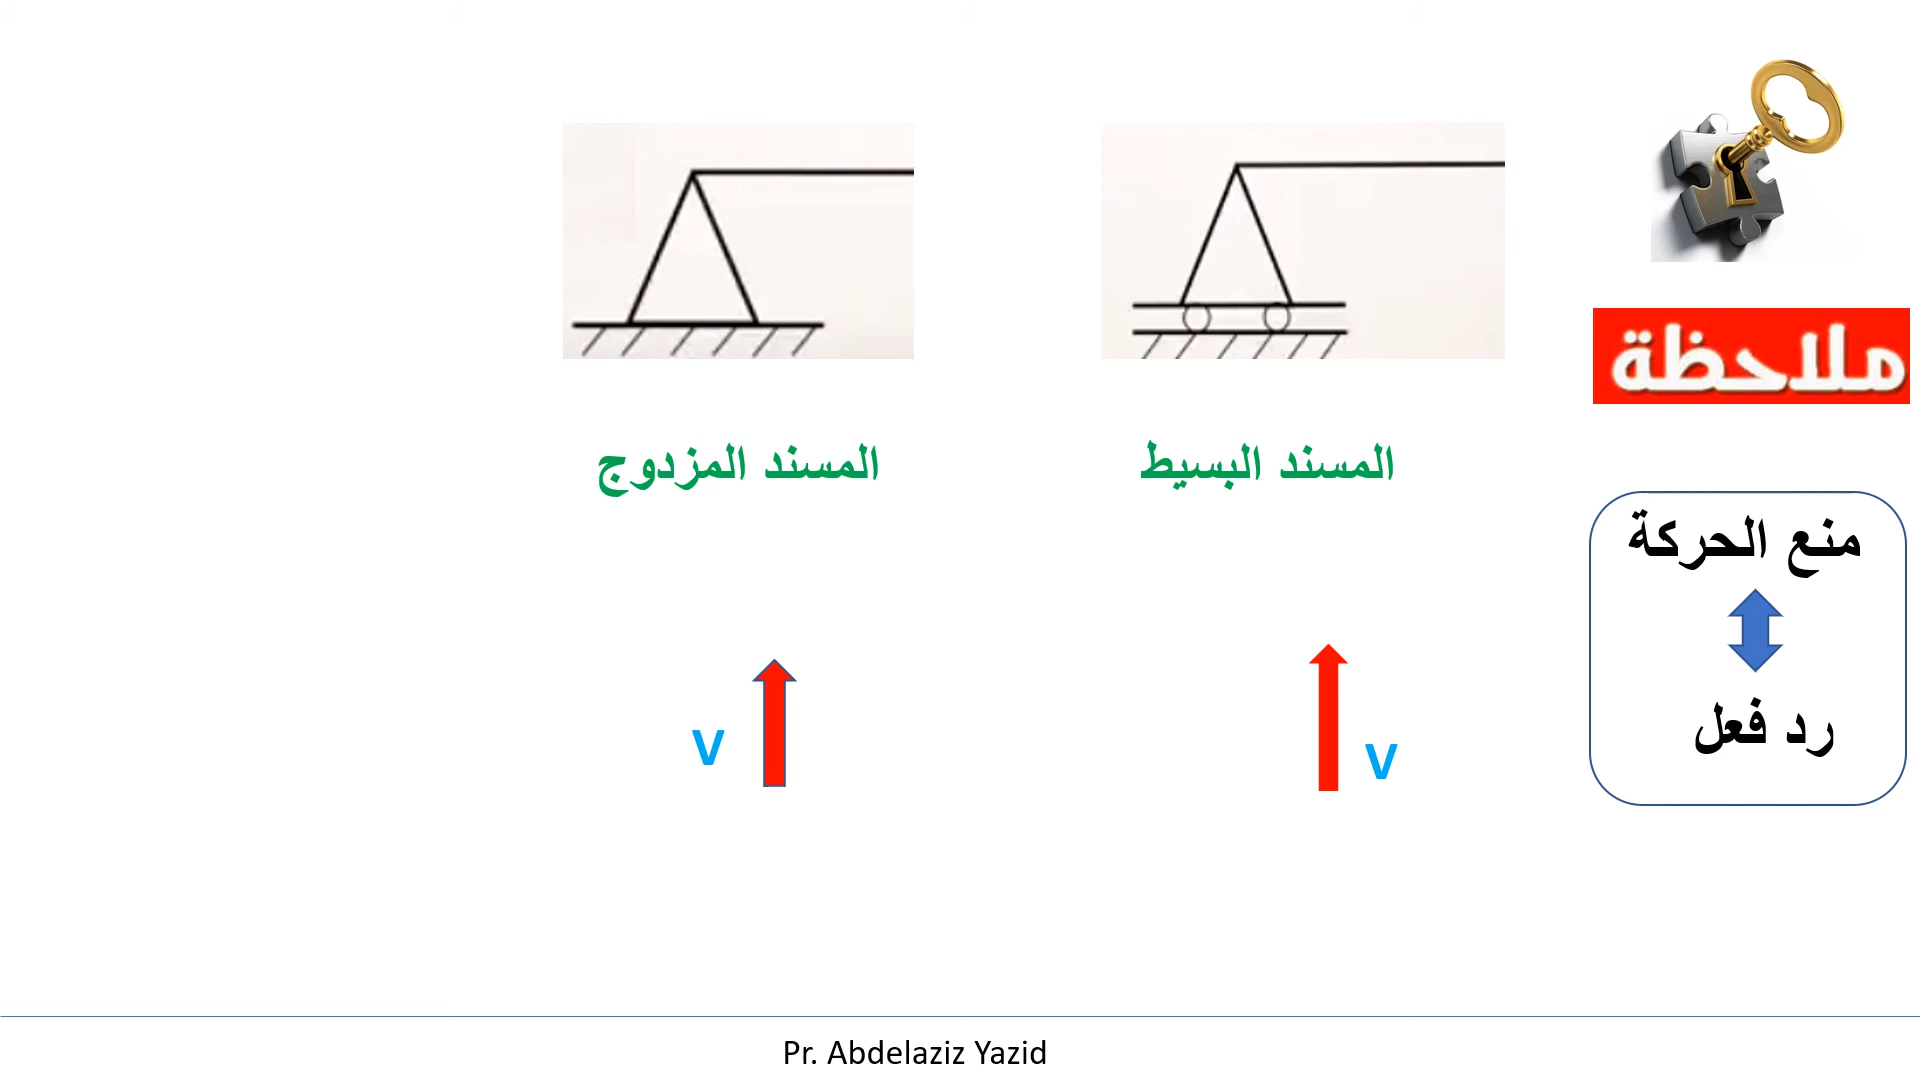 ملاحظة
المسند البسيط
المسند المزدوج
منع الحركة
رد فعل
V
V
Pr. Abdelaziz Yazid